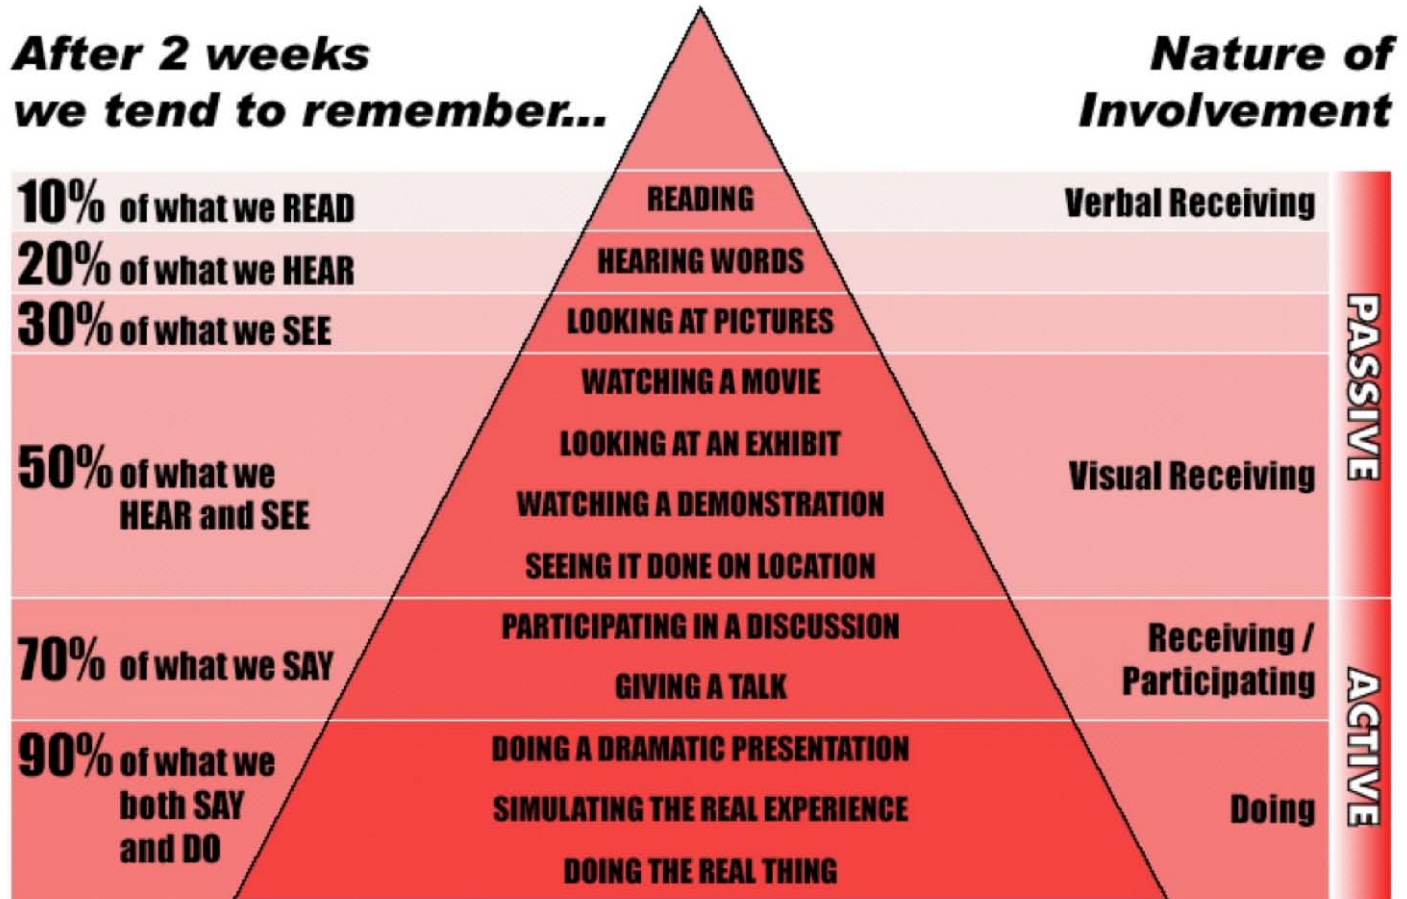 After 2 weeks
we tend to remember...
Nature of
Involvement
10% of what we READ
READING
Verbal Receiving
20% of what we HEAR
HEARING WORDS
30% of what we SEE
LOOKING AT PICTURES
50% of what we
HEAR and SEE
WATCHING A MOVIE
LOOKING AT AN EXHIBIT
WATCHING A DEMONSTRATION
SEEING IT DONE ON LOCATION
Visual Receiving
PASSIVE
70% of what we SAY
PARTICIPATING IN A DISCUSSION
GIVING A TALK
Receiving /
Participating
90% of what we
both SAY
and DO
DOING A DRAMATIC PRESENTATION
SIMULATING THE REAL EXPERIENCE
DOING THE REAL THING
Doing
ACTIVE